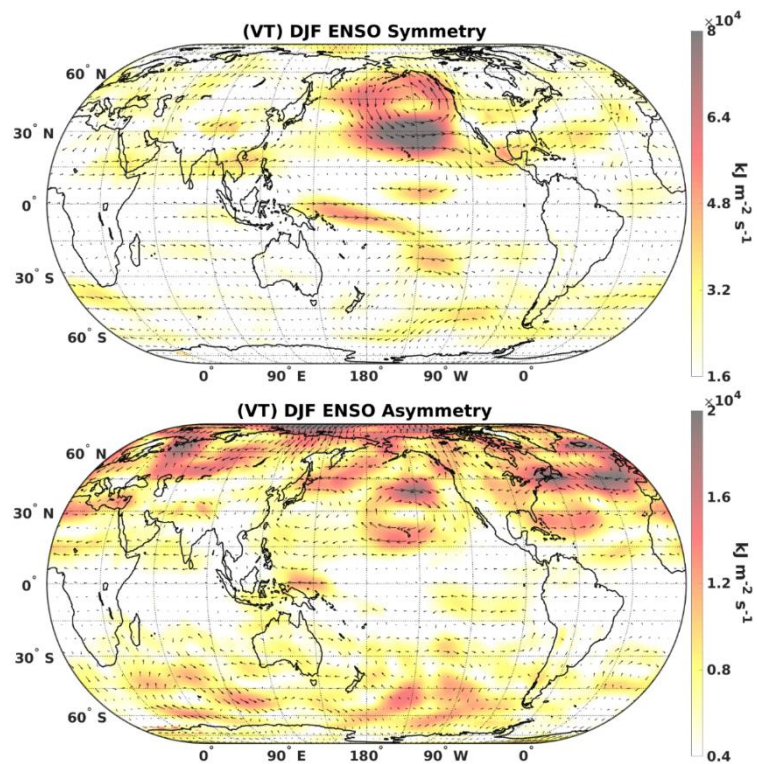 (VT) DJF ENSO Symmetry
×10⁴
8
60° N
6.4
30° N
4.8
0°
kJ m⁻² s⁻¹
30° S
3.2
60° S
1.6
0° 90° E 180° 90° W 0°
(VT) DJF ENSO Asymmetry
×10⁴
2
60° N
1.6
30° N
1.2
0°
kJ m⁻² s⁻¹
30° S
0.8
60° S
0.4
0° 90° E 180° 90° W 0°